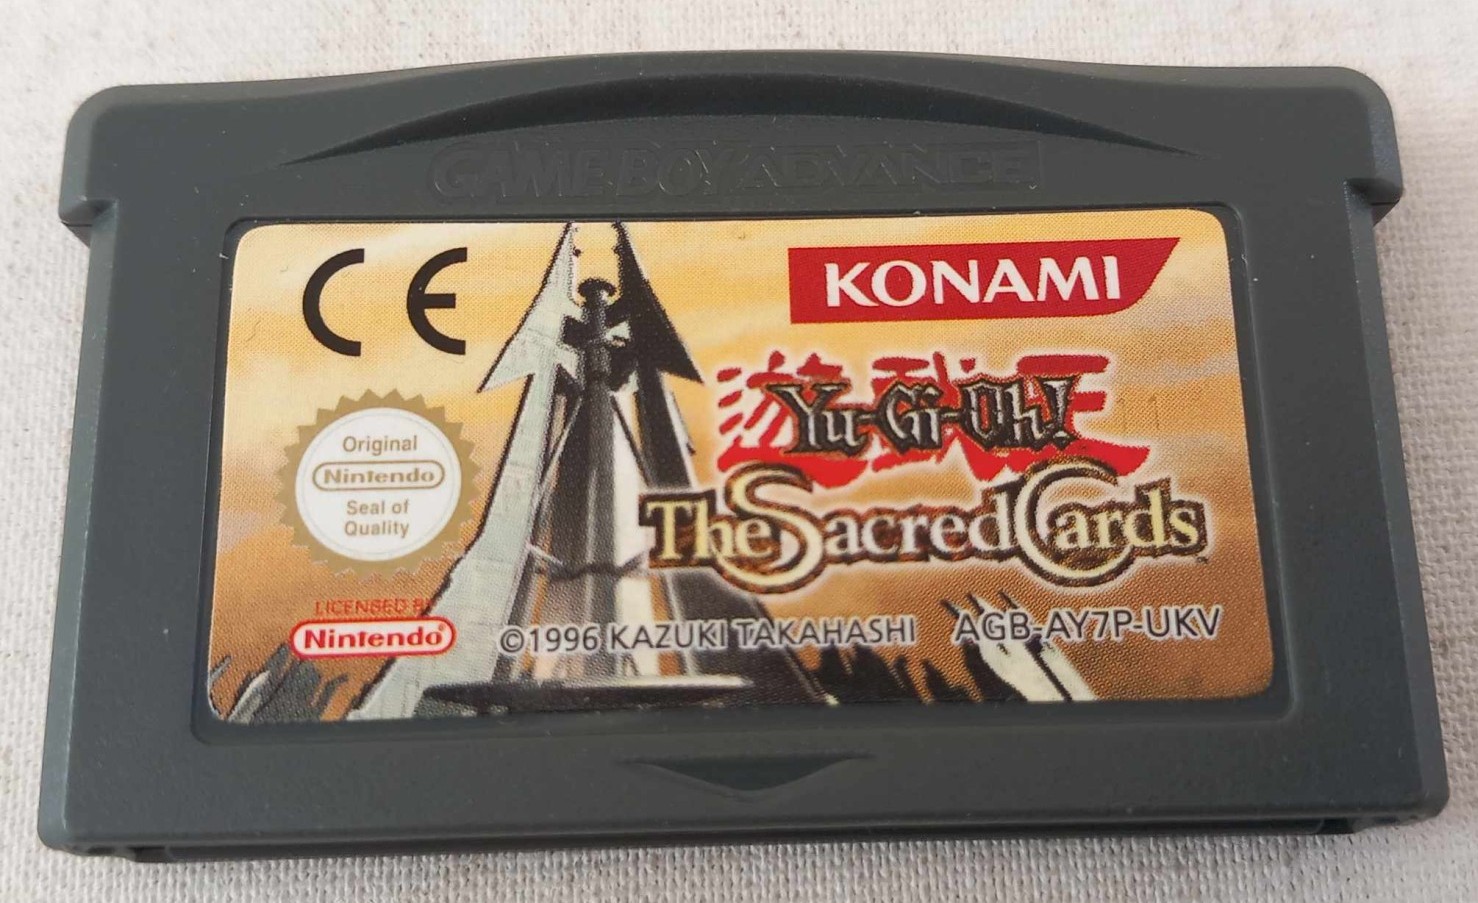 GAME BOY ADVANCE
CE
KONAMI
遊戯王
Yu-Gi-Oh!
The Sacred Cards
Original
Nintendo
Seal of
Quality
LICENSED BY
Nintendo®
©1996 KAZUKI TAKAHASHI
AGB-AY7P-UKV